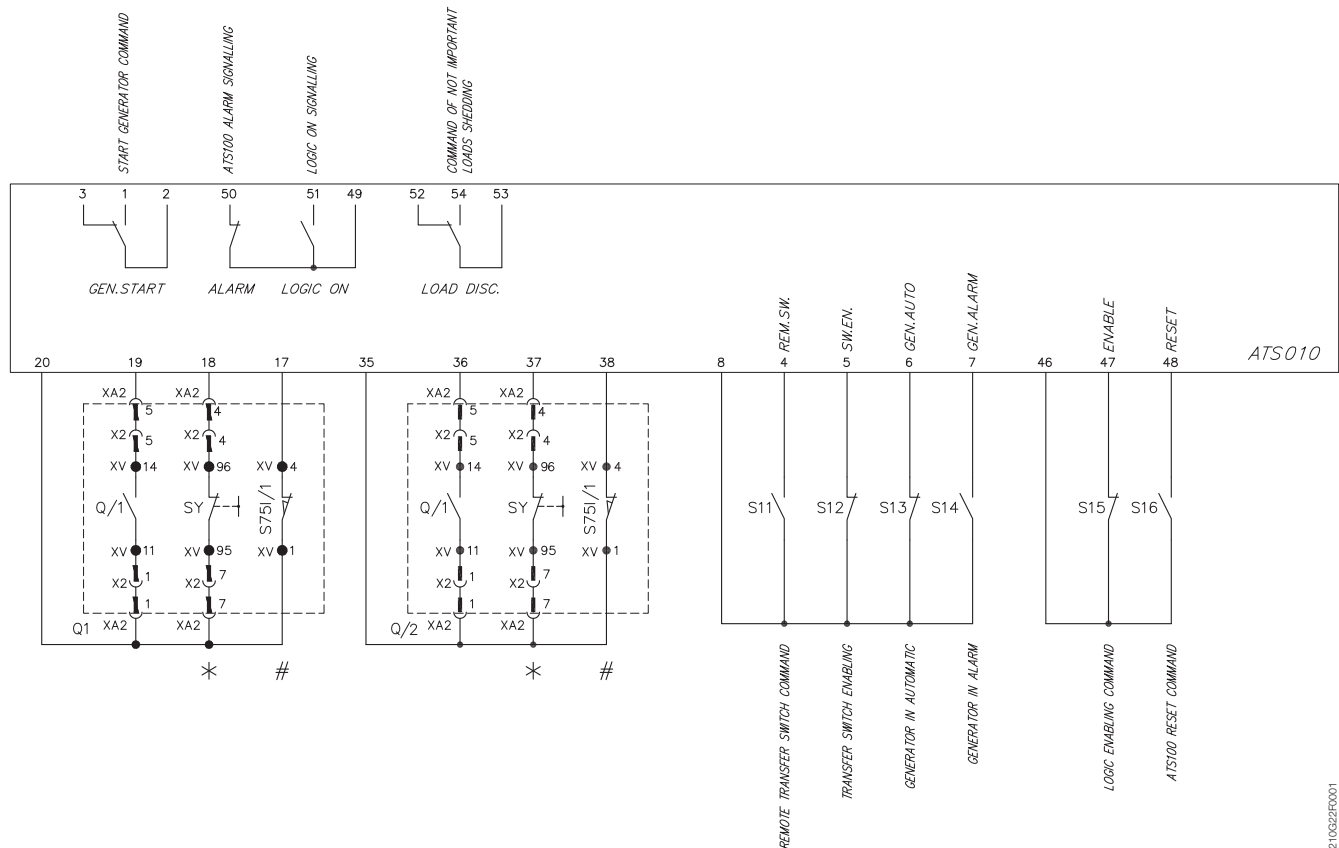 START GENERATOR COMMAND
ATS100 ALARM SIGNALLING
LOGIC ON SIGNALLING
COMMAND OF NOT IMPORTANT
LOADS SHEDDING
3 1 2 50 51 49 52 54 53
GEN.START ALARM LOGIC ON LOAD DISC.
REM.SW.
SW.EN.
GEN.AUTO
GEN.ALARM
ENABLE
RESET
ATS010
20 19 18 17 35 36 37 38 8 4 5 6 7 46 47 48
XA2 XA2 XA2 XA2
5 4 5 4
X2 5 X2 4 X2 5 X2 4
XV 14 XV 96 XV 4 XV 14 XV 96 XV 4
Q/1 SY S75I/1 Q/1 SY S75I/1 S11 S12 S13 S14 S15 S16
XV 11 XV 95 XV 1 XV 11 XV 95 XV 1
X2 1 X2 7 X2 1 X2 7
1 7 1 7
Q1 XA2 XA2 Q/2 XA2 XA2
* # * #
REMOTE TRANSFER SWITCH COMMAND
TRANSFER SWITCH ENABLING
GENERATOR IN AUTOMATIC
GENERATOR IN ALARM
LOGIC ENABLING COMMAND
ATS100 RESET COMMAND
210G22F0001